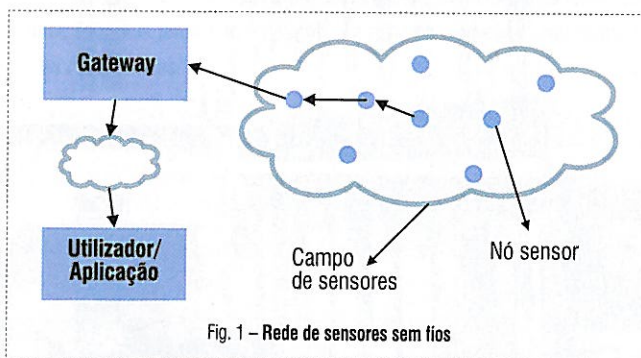 Gateway
Utilizador/
Aplicação
Campo
de sensores
Nó sensor
Fig. 1 – Rede de sensores sem fios